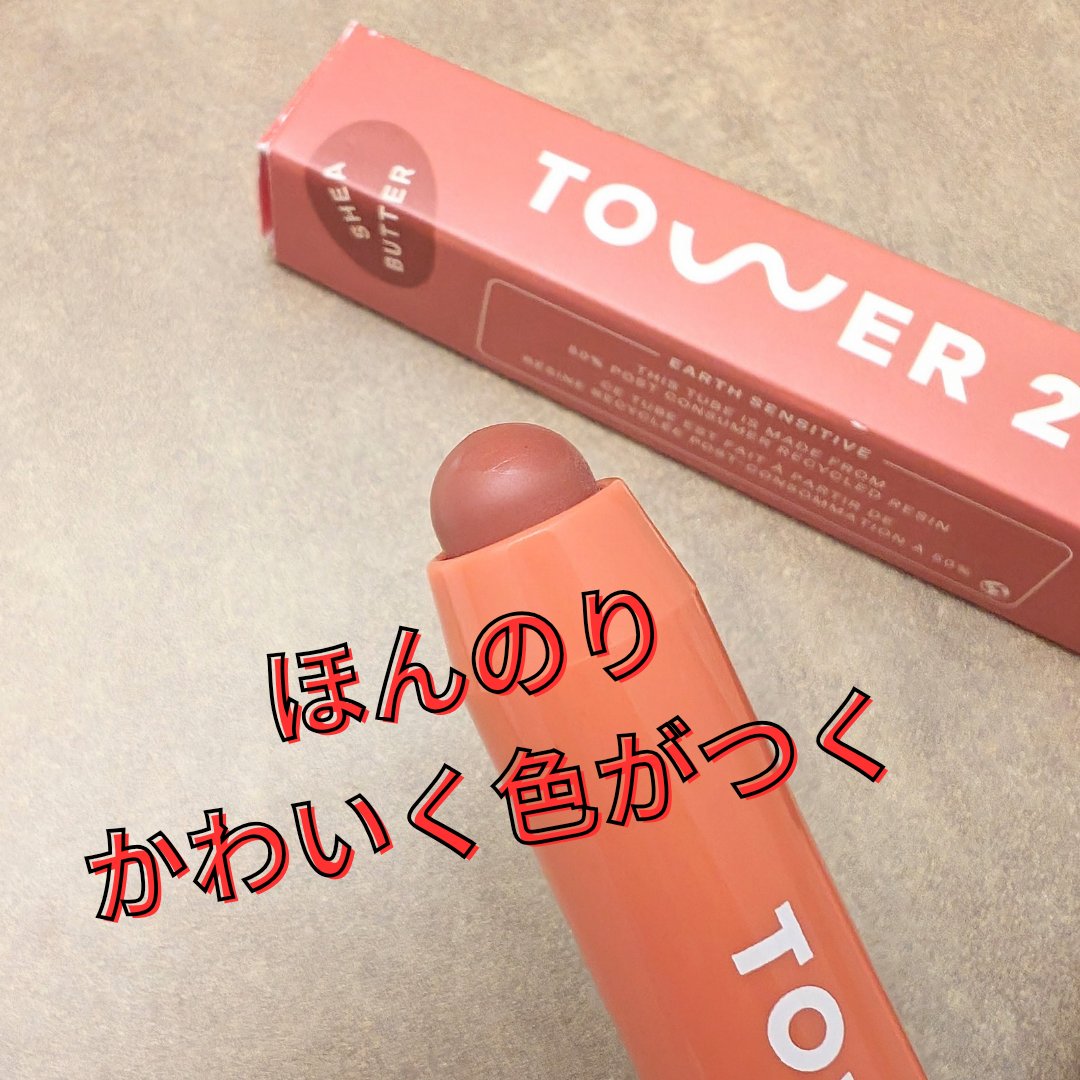 SHEA
BUTTER
TOWER 2
EARTH SENSITIVE
THIS TUBE IS MADE FROM
50% POST CONSUMER RECYCLED RESIN
CE TUBE EST FAIT À PARTIR DE
RÉSINE RECYCLÉE POST-CONSOMMATION À 50%
ほんのり
かわいく色がつく
TO